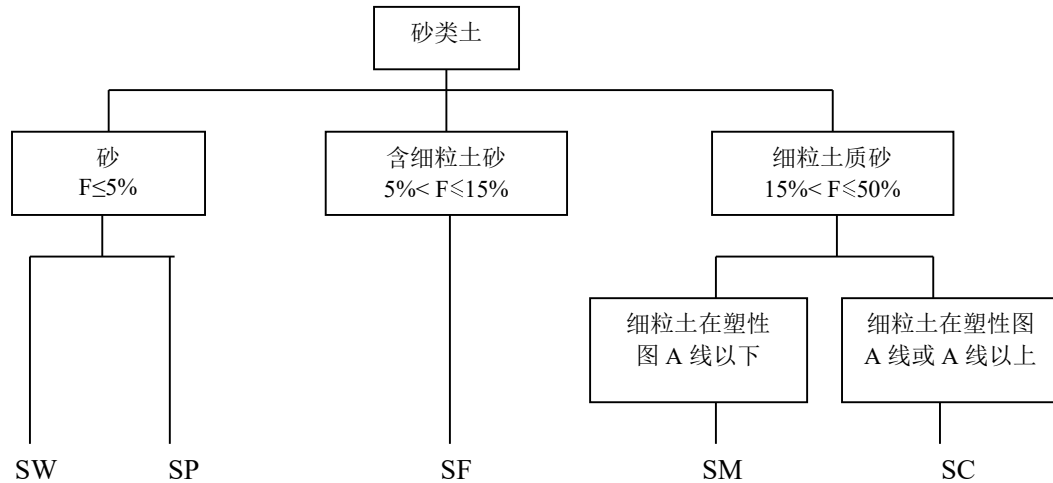 砂类土
砂
F≤5%
含细粒土砂
5%< F≤15%
细粒土质砂
15%< F≤50%
细粒土在塑性
图 A 线以下
细粒土在塑性图
A 线或 A 线以上
SW
SP
SF
SM
SC